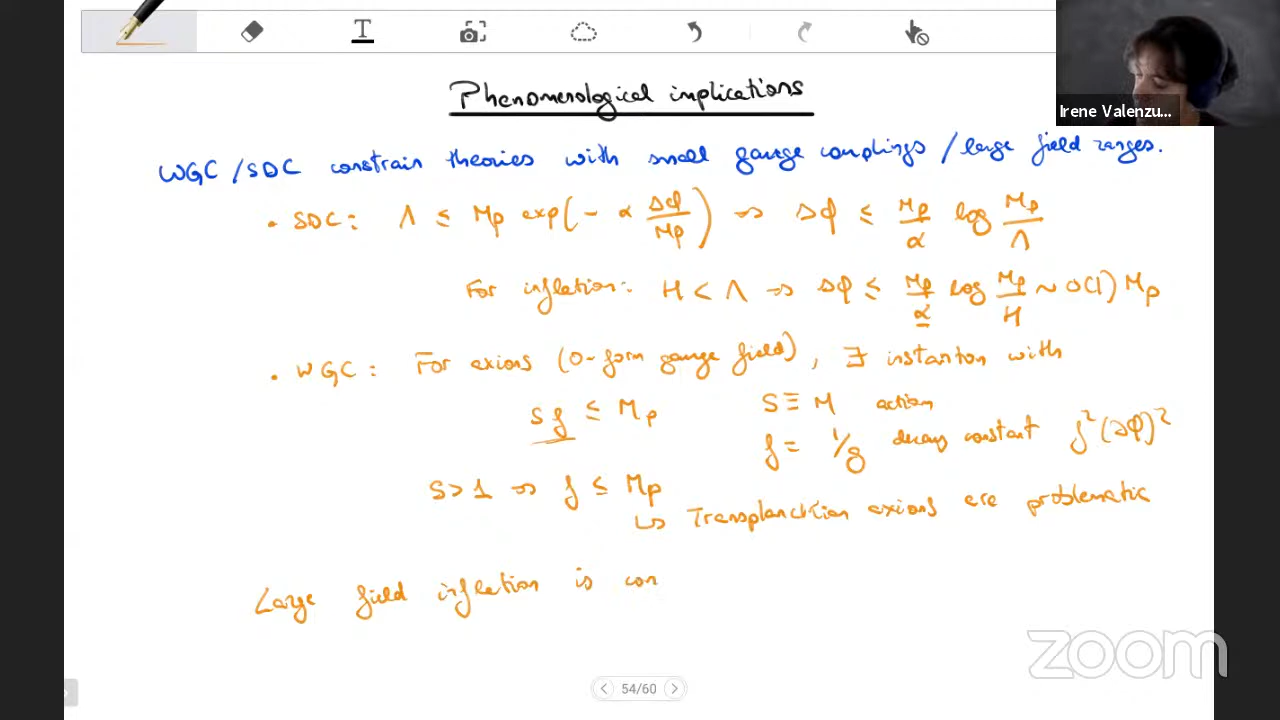 T
Irene Valenzu...
Phenomenological implications
WGC/SDC constrain theories with small gauge couplings / large field ranges.
• SDC: Λ ≤ Mp exp(- α Δϕ/Mp) ⇒ Δϕ ≤ Mp/α log Mp/Λ
For inflation: H < Λ ⇒ Δϕ ≤ Mp/α log Mp/H ~ O(1) Mp
• WGC: For axions (0-form gauge field), ∃ instanton with
Sf ≤ Mp S ≡ M action
f = 1/g decay constant f²(∂φ)²
S > 1 ⇒ f ≤ Mp
↳ Transplanckian axions are problematic
Large field inflation is con
zoom
54/60